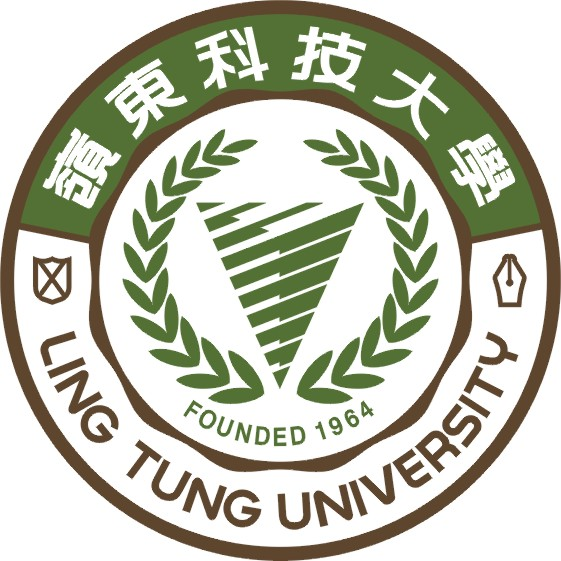 嶺東科技大學
FOUNDED 1964
LING TUNG UNIVERSITY